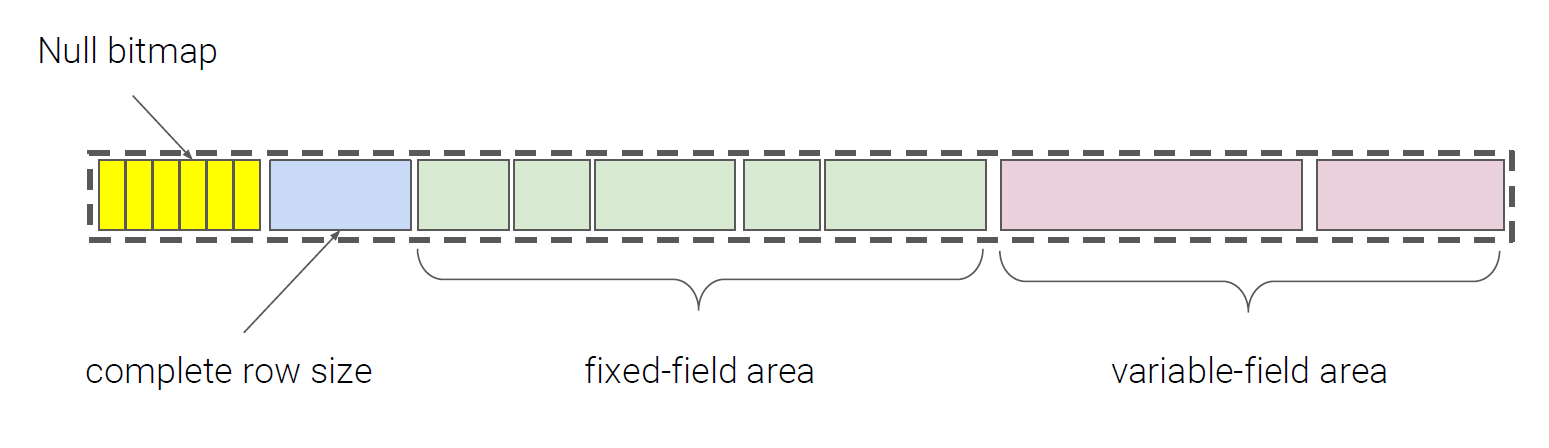 Null bitmap
complete row size
fixed-field area
variable-field area